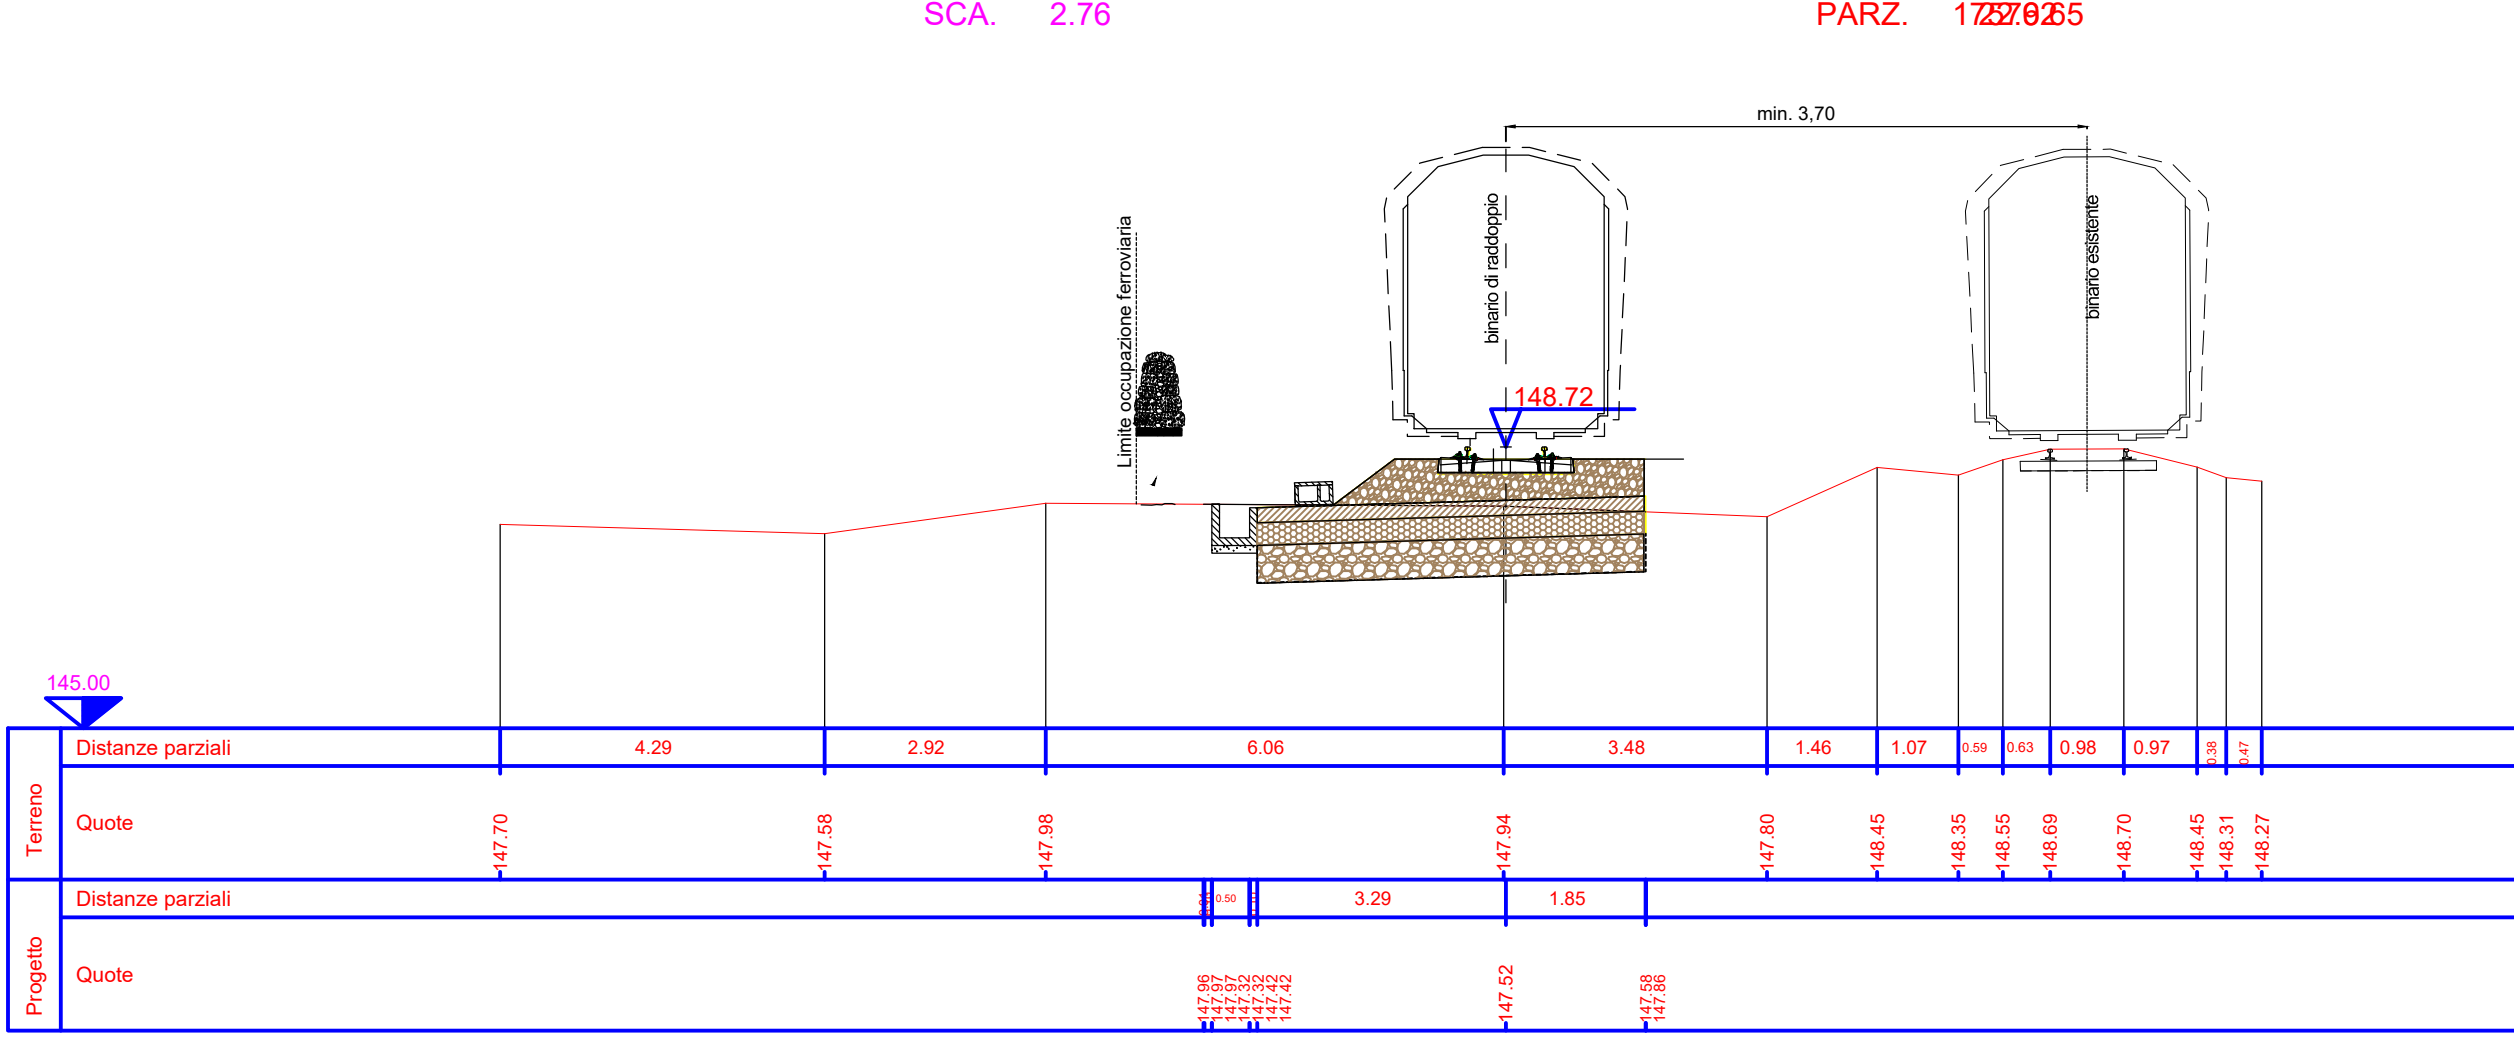 SCA. 2.76
PARZ.
min. 3,70
binario di raddoppio
binario esistente
Limite occupazione ferroviaria
148.72
145.00
Terreno
Distanze parziali 4.29 2.92 6.06 3.48 1.46 1.07 0.59 0.63 0.98 0.97 0.38 0.47
Quote 147.70 147.58 147.98 147.94 147.80 148.45 148.35 148.55 148.69 148.70 148.45 148.31 148.27
Progetto
Distanze parziali 0.50 3.29 1.85
Quote 147.96 147.97 147.97 147.32 147.32 147.42 147.42 147.52 147.58 147.86